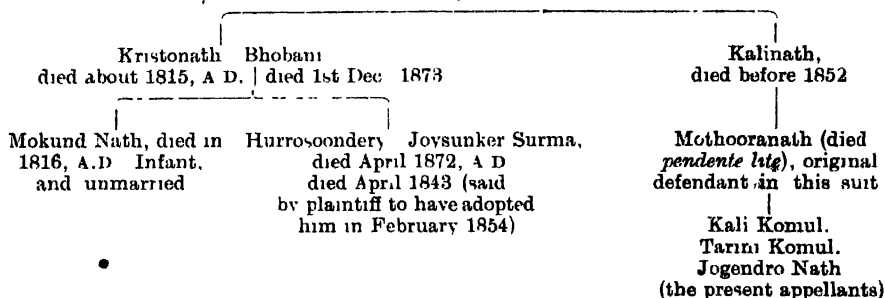 Kristonath Bhobani
died about 1815, A D. | died 1st Dec 1873
Kalinath,
died before 1852
Mokund Nath, died in
1816, A.D Infant,
and unmarried
Hurrosoondery Joysunker Surma,
died April 1872, A D
died April 1843 (said
by plaintiff to have adopted
him in February 1854)
Mothooranath (died
pendente lite), original
defendant in this suit
Kali Komul.
Tarini Komul.
Jogendro Nath
(the present appellants)